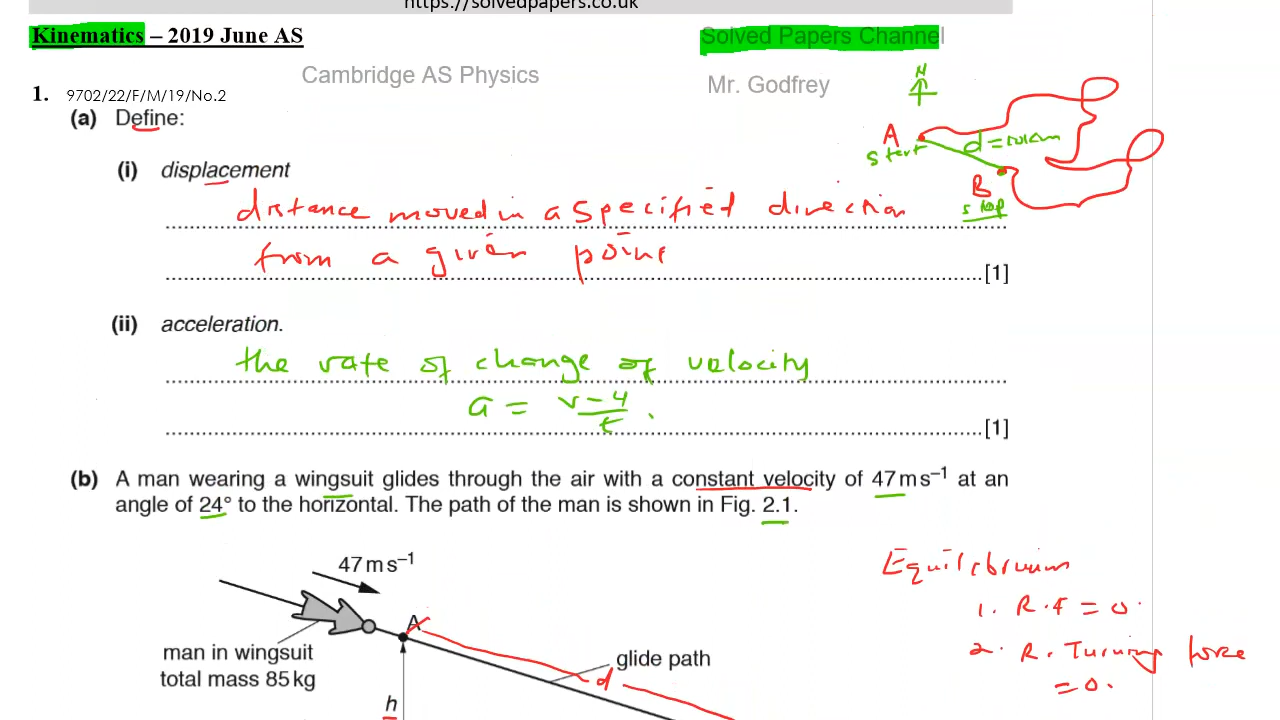 https://solvedpapers.co.uk
Kinematics – 2019 June AS
Solved Papers Channel
Cambridge AS Physics
Mr. Godfrey
N
1. 9702/22/F/M/19/No.2
(a) Define:
A
start
d = 10km
B
stop
(i) displacement
distance moved in a specified direction
from a given point
[1]
(ii) acceleration.
the rate of change of velocity
a = v-u/t.
[1]
(b) A man wearing a wingsuit glides through the air with a constant velocity of 47 m s⁻¹ at an
angle of 24° to the horizontal. The path of the man is shown in Fig. 2.1.
47 m s⁻¹
Equilibrium
1. R.F = 0.
2. R. Turning force
= 0.
A
man in wingsuit
total mass 85 kg
glide path
d
h